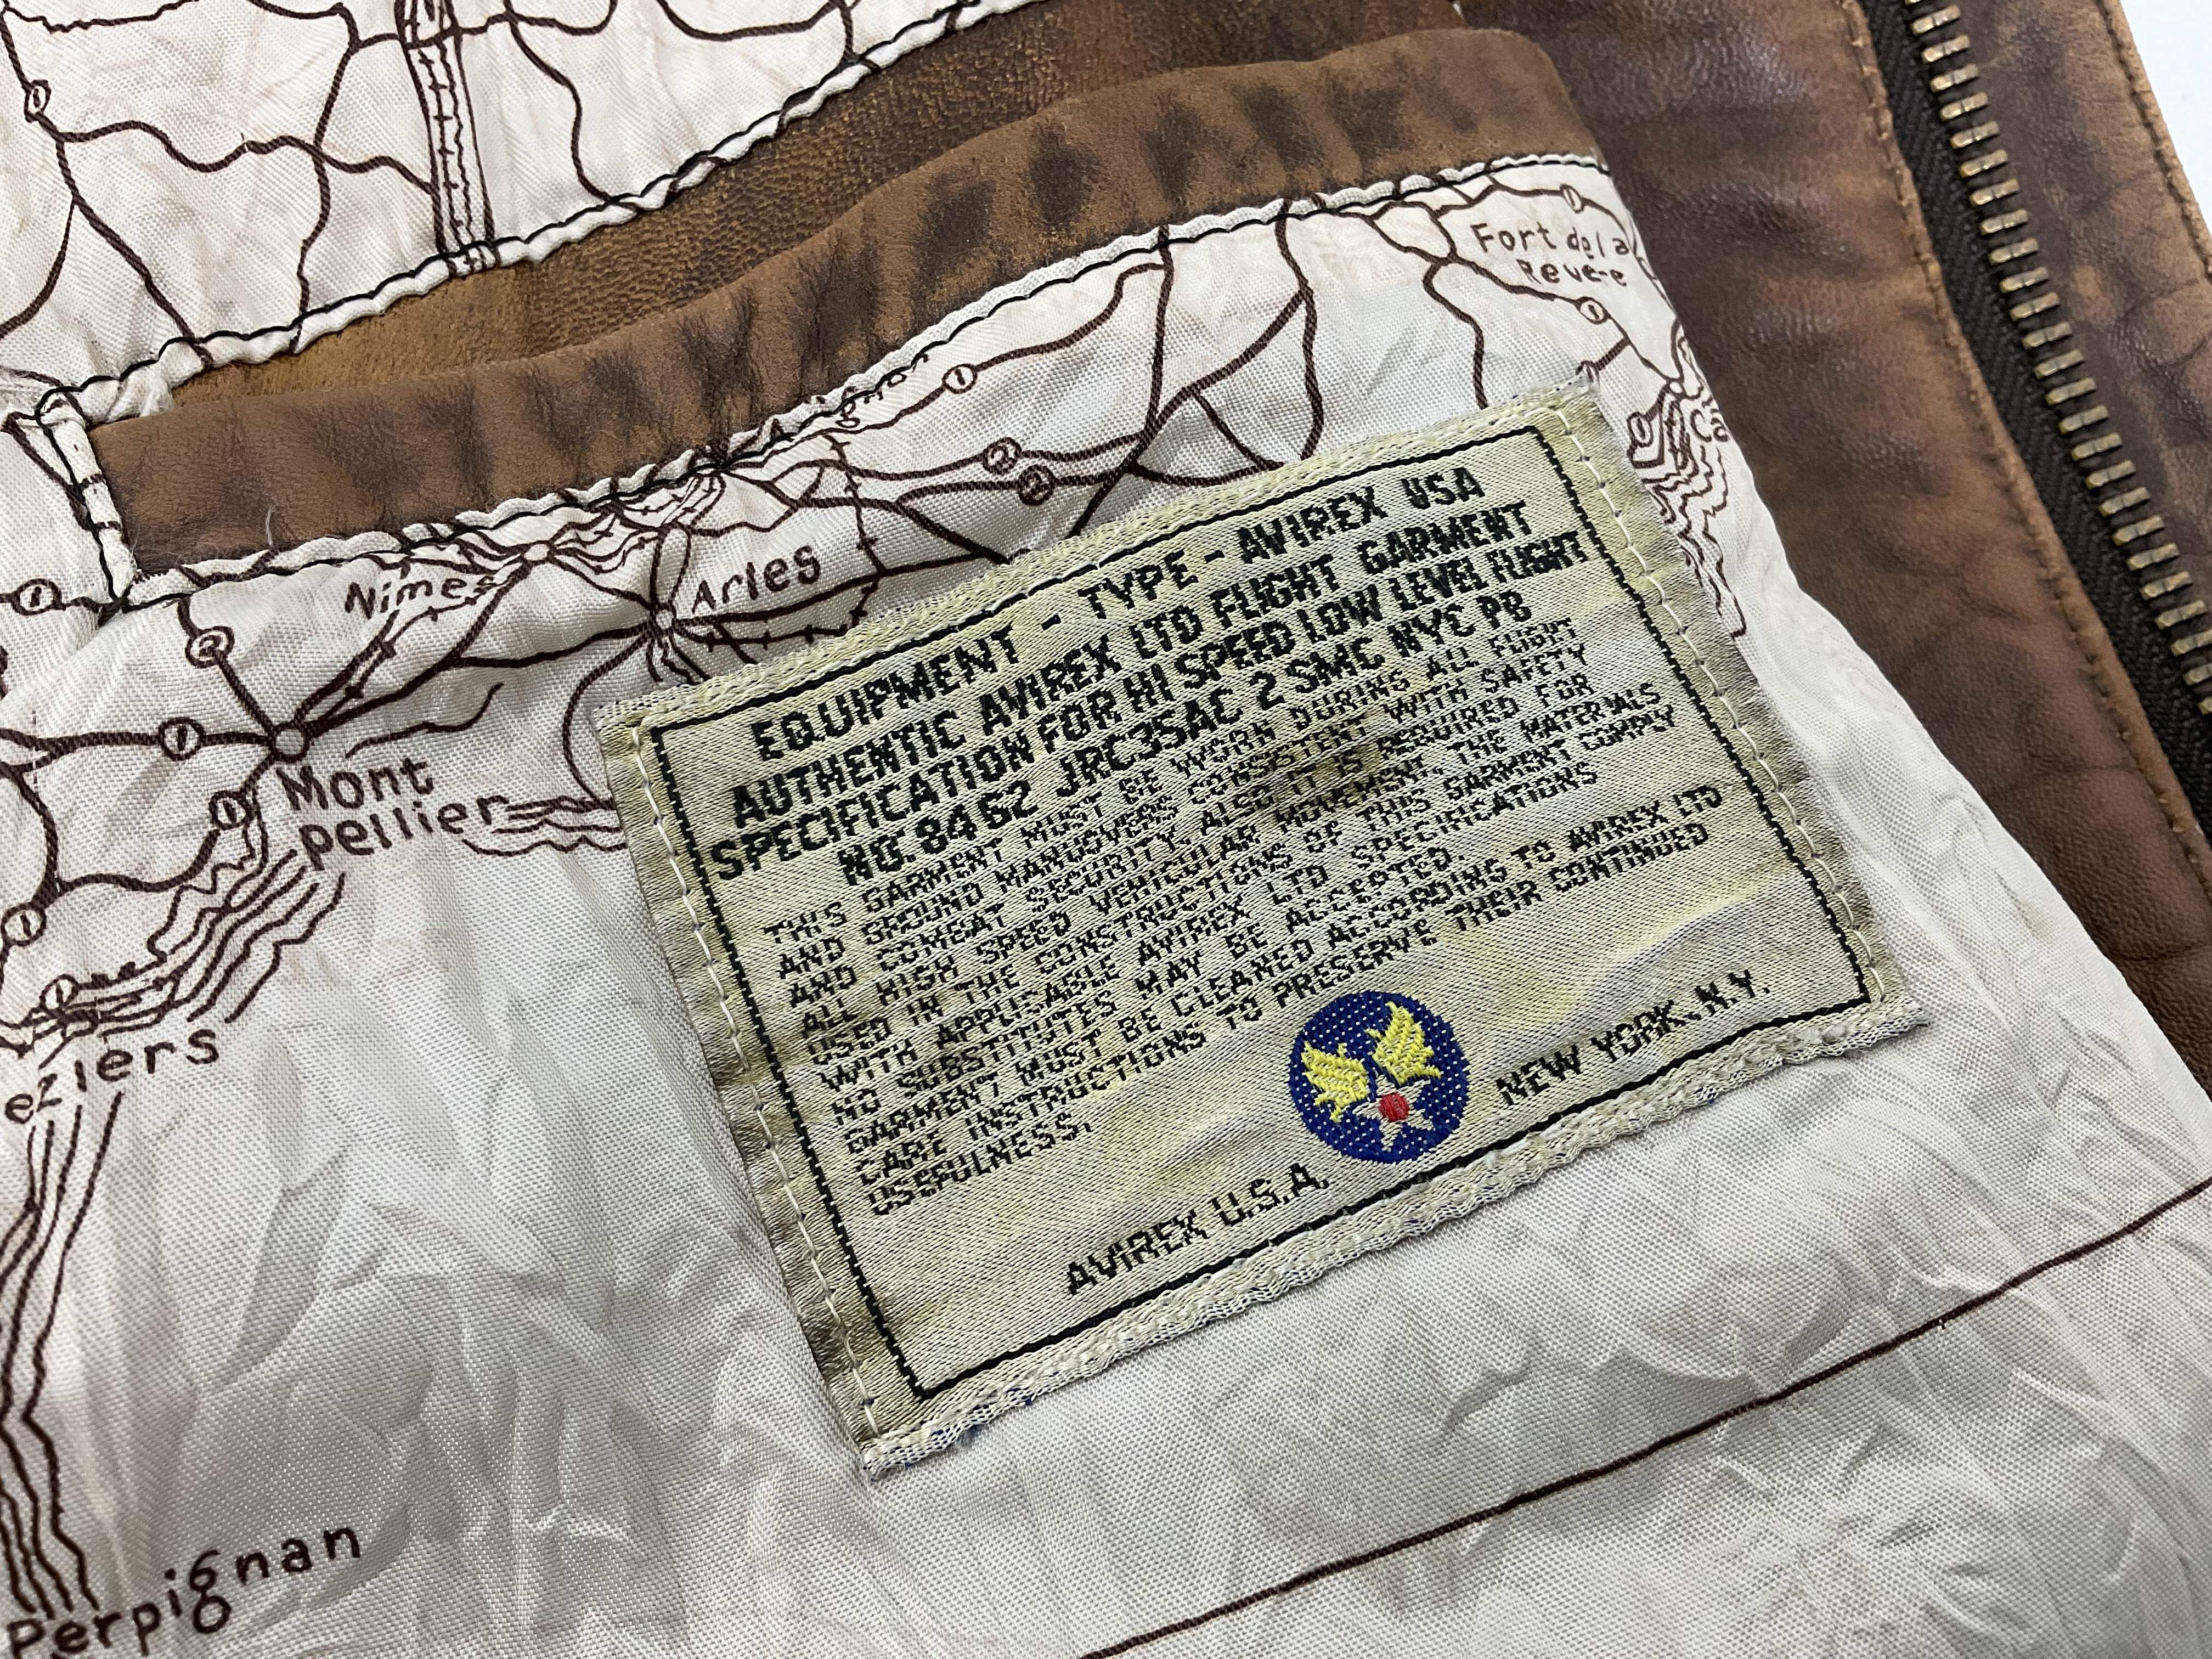 Fort de la
Revere
Ca
Nimes
Arles
Mont
pellier
eziers
Perpignan
EQUIPMENT - TYPE - AVIREX USA
AUTHENTIC AVIREX LTD FLIGHT GARMENT
SPECIFICATION FOR HI SPEED LOW LEVEL FLIGHT
NO. 8462 JRC35AC 2 SMC NYC PB
THIS GARMENT MUST BE WORN DURING ALL FLIGHT
AND GROUND MANUOVERS CONSISTENT WITH SAFETY
AND COMBAT SECURITY. ALSO IT IS REQUIRED FOR
ALL HIGH SPEED VEHICULAR MOVEMENT. THE MATERIALS
USED IN THE CONSTRUCTIONS OF THIS GARMENT COMPLY
WITH APPLISABLE AVIREX LTD SPECIFICATIONS
NO SUBSTITUTES MAY BE ACCEPTED.
GARMENT MUST BE CLEANED ACCORDING TO AVIREX LTD
CARE INSTRUCTIONS TO PRESERVE THEIR CONTINUED
USEFULNESS.
AVIREX U.S.A. NEW YORK. N.Y.